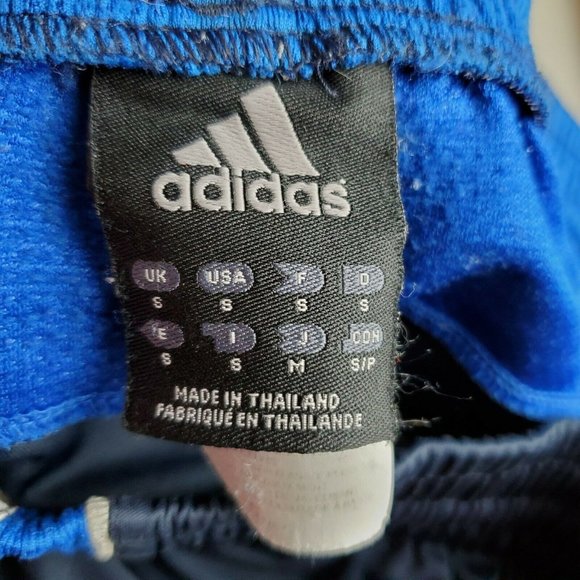 adidas
UK USA F D
S S S S
E I J CDN
S S M S/P
MADE IN THAILAND
FABRIQUÉ EN THAILANDE